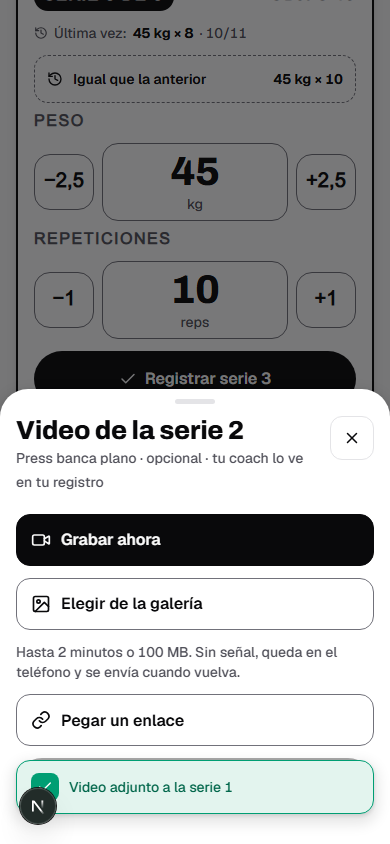 Última vez: 45 kg × 8 · 10/11
Igual que la anterior 45 kg × 10
PESO
−2,5 45 kg +2,5
REPETICIONES
−1 10 reps +1
Registrar serie 3
Video de la serie 2
Press banca plano · opcional · tu coach lo ve
en tu registro
Grabar ahora
Elegir de la galería
Hasta 2 minutos o 100 MB. Sin señal, queda en el
teléfono y se envía cuando vuelva.
Pegar un enlace
Video adjunto a la serie 1
N